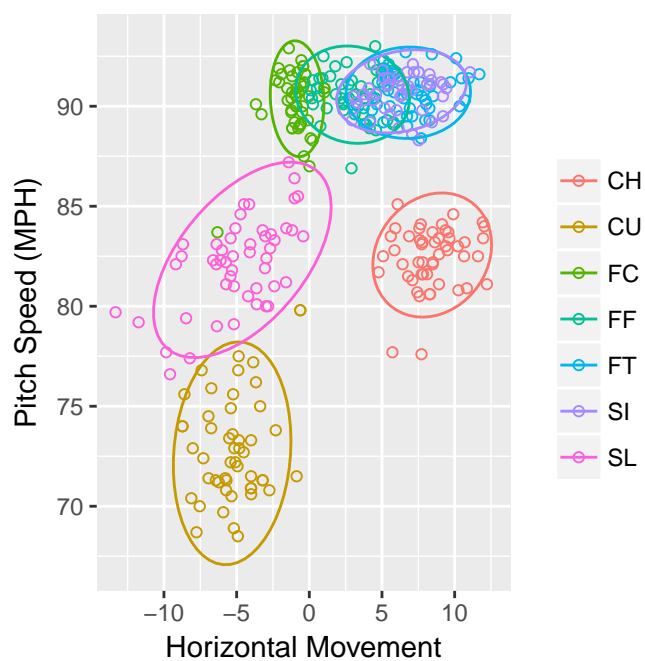 90
85
80
75
70
Pitch Speed (MPH)
−10 −5 0 5 10
Horizontal Movement
CH
CU
FC
FF
FT
SI
SL